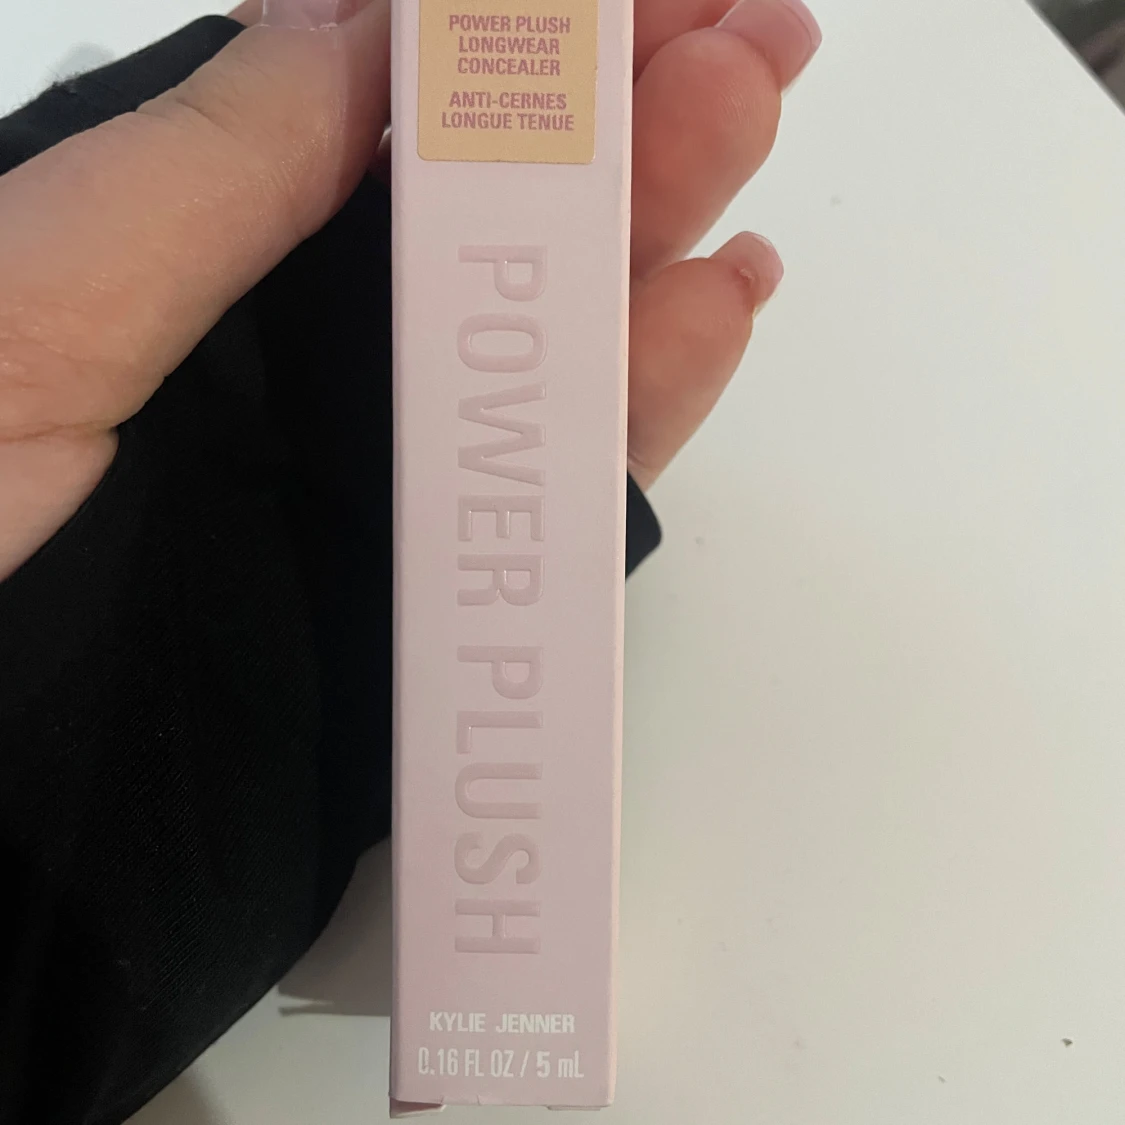 POWER PLUSH
LONGWEAR
CONCEALER
ANTI-CERNES
LONGUE TENUE
POWER PLUSH
KYLIE JENNER
0.16 FL OZ / 5 mL